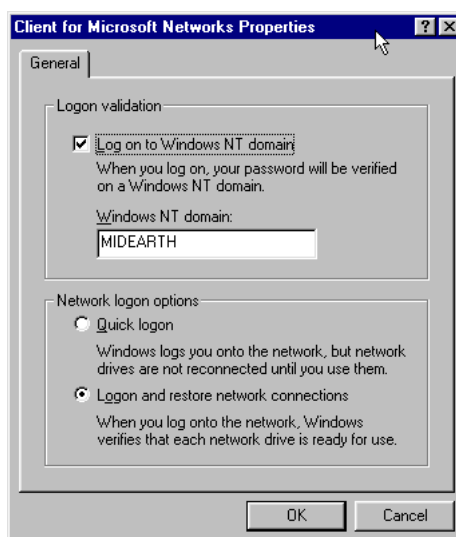 Client for Microsoft Networks Properties
General
Logon validation
Log on to Windows NT domain
When you log on, your password will be verified
on a Windows NT domain.
Windows NT domain:
MIDEARTH
Network logon options
Quick logon
Windows logs you onto the network, but network
drives are not reconnected until you use them.
Logon and restore network connections
When you log onto the network, Windows
verifies that each network drive is ready for use.
OK Cancel